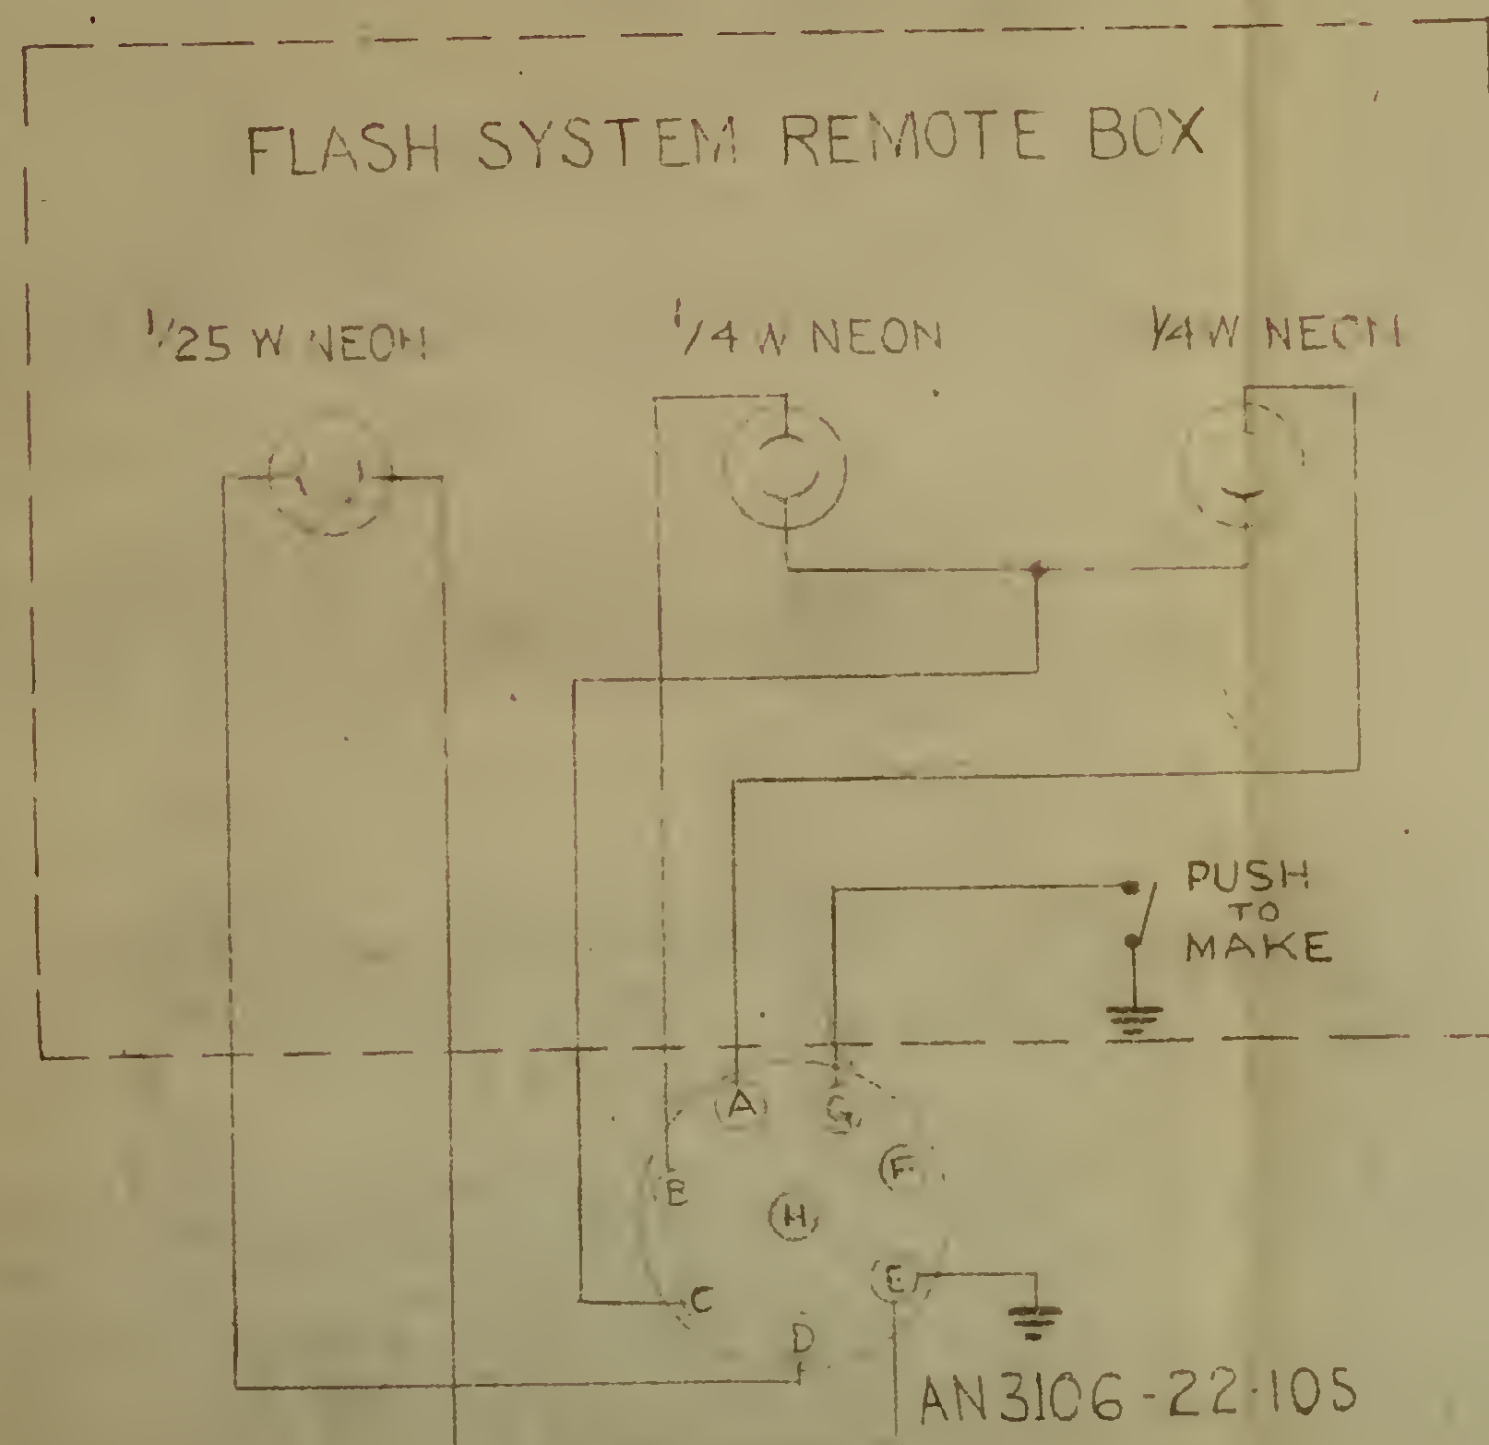 FLASH SYSTEM REMOTE BOX
1/25 W NEON
1/4 W NEON
1/4 W NEON
PUSH
TO
MAKE
A
G
F
B
H
E
C
D
AN3106-22-105